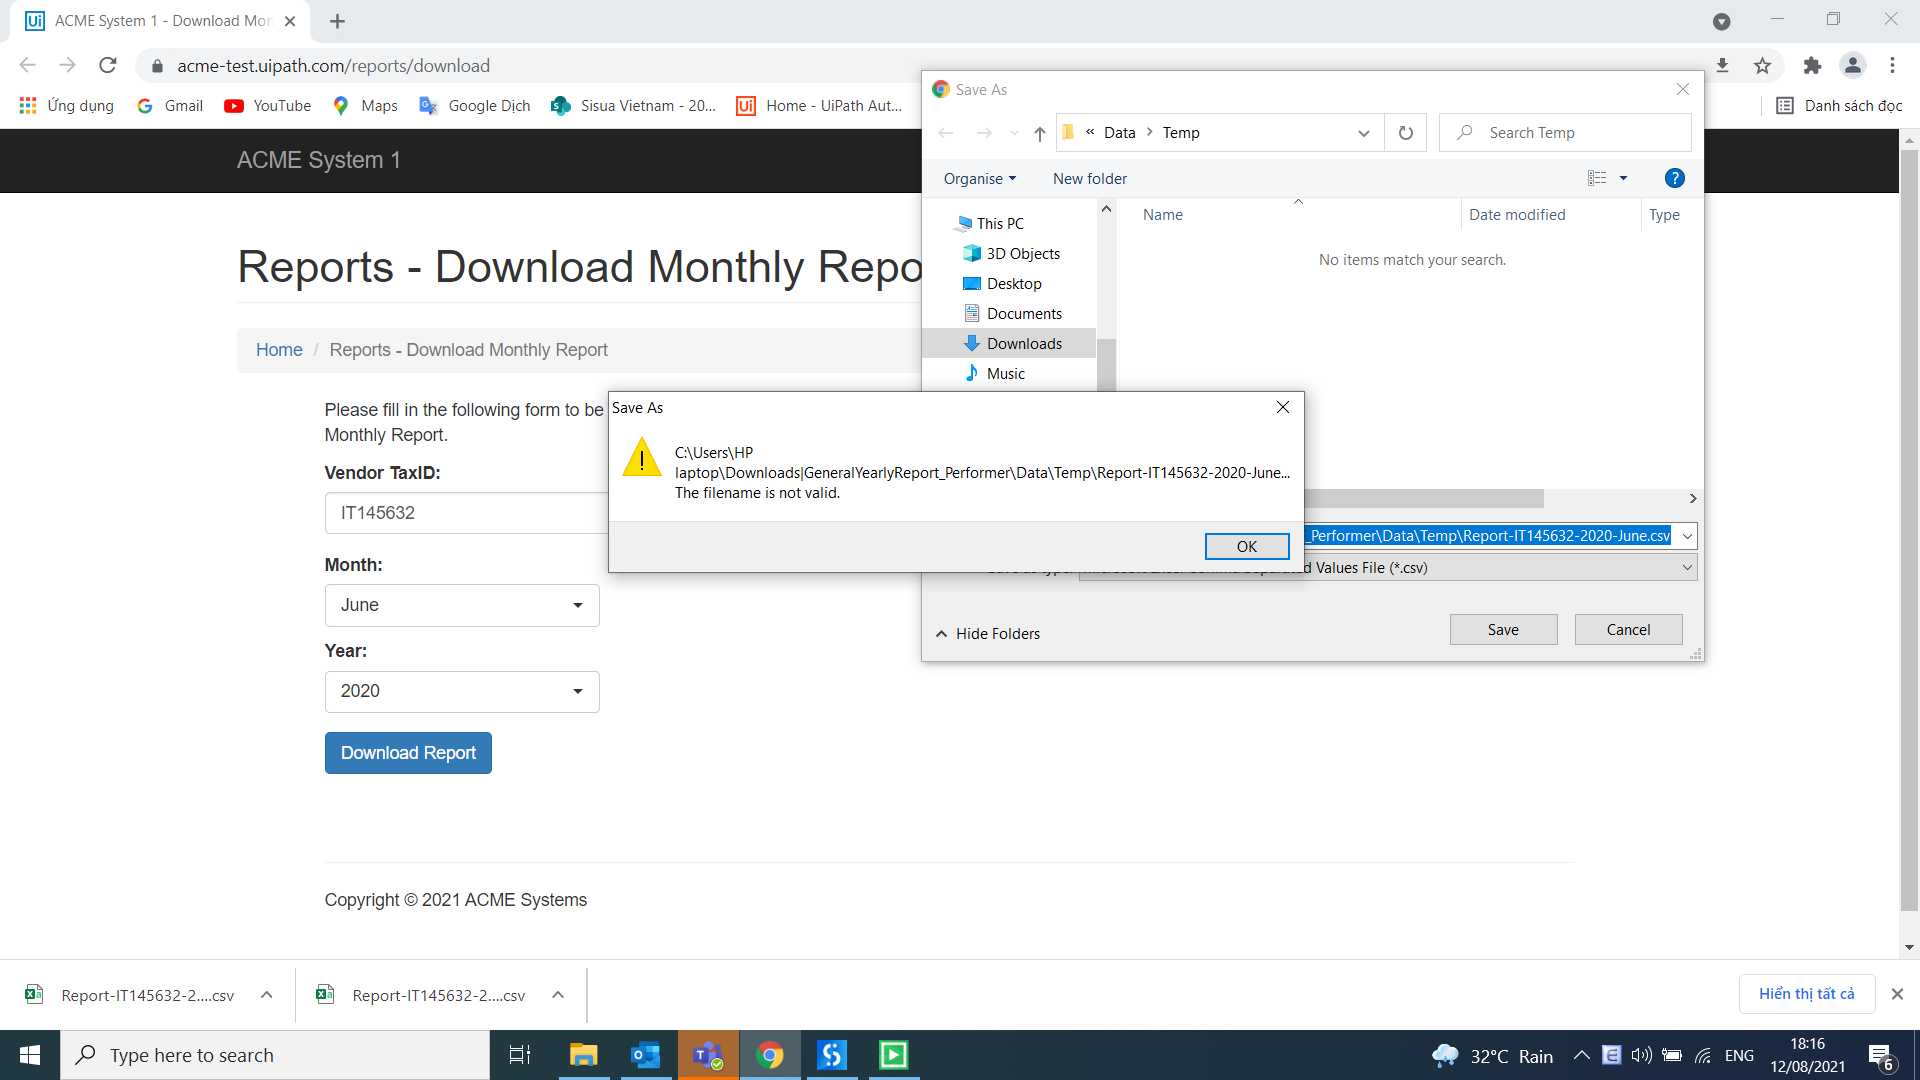 ACME System 1 - Download Mon
acme-test.uipath.com/reports/download
Ứng dụng
Gmail
YouTube
Maps
Google Dịch
Sisua Vietnam - 20...
Home - UiPath Aut...
Danh sách đọc
ACME System 1
Reports - Download Monthly Repo
Home / Reports - Download Monthly Report
Please fill in the following form to be
Monthly Report.
Vendor TaxID:
IT145632
Month:
June
Year:
2020
Download Report
Copyright © 2021 ACME Systems
Save As
« Data > Temp
Search Temp
Organise
New folder
?
This PC
3D Objects
Desktop
Documents
Downloads
Music
Name
Date modified
Type
No items match your search.
Save As
C:\Users\HP
laptop\Downloads|GeneralYearlyReport_Performer\Data\Temp\Report-IT145632-2020-June...
The filename is not valid.
OK
_Performer\Data\Temp\Report-IT145632-2020-June.csv
d Values File (*.csv)
Hide Folders
Save
Cancel
Report-IT145632-2....csv
Report-IT145632-2....csv
Hiển thị tất cả
Type here to search
32°C Rain
ENG
18:16
12/08/2021
6